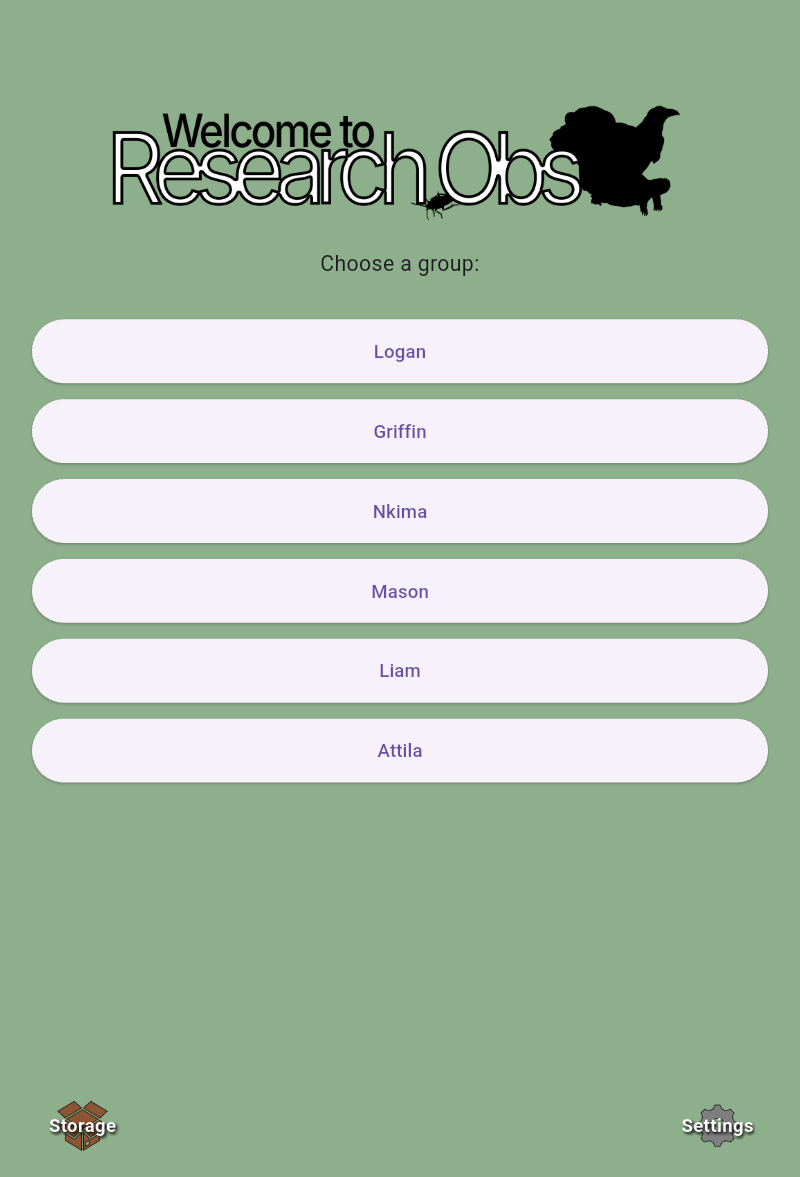 Welcome to
Research Obs
Choose a group:
Logan
Griffin
Nkima
Mason
Liam
Attila
Storage
Settings